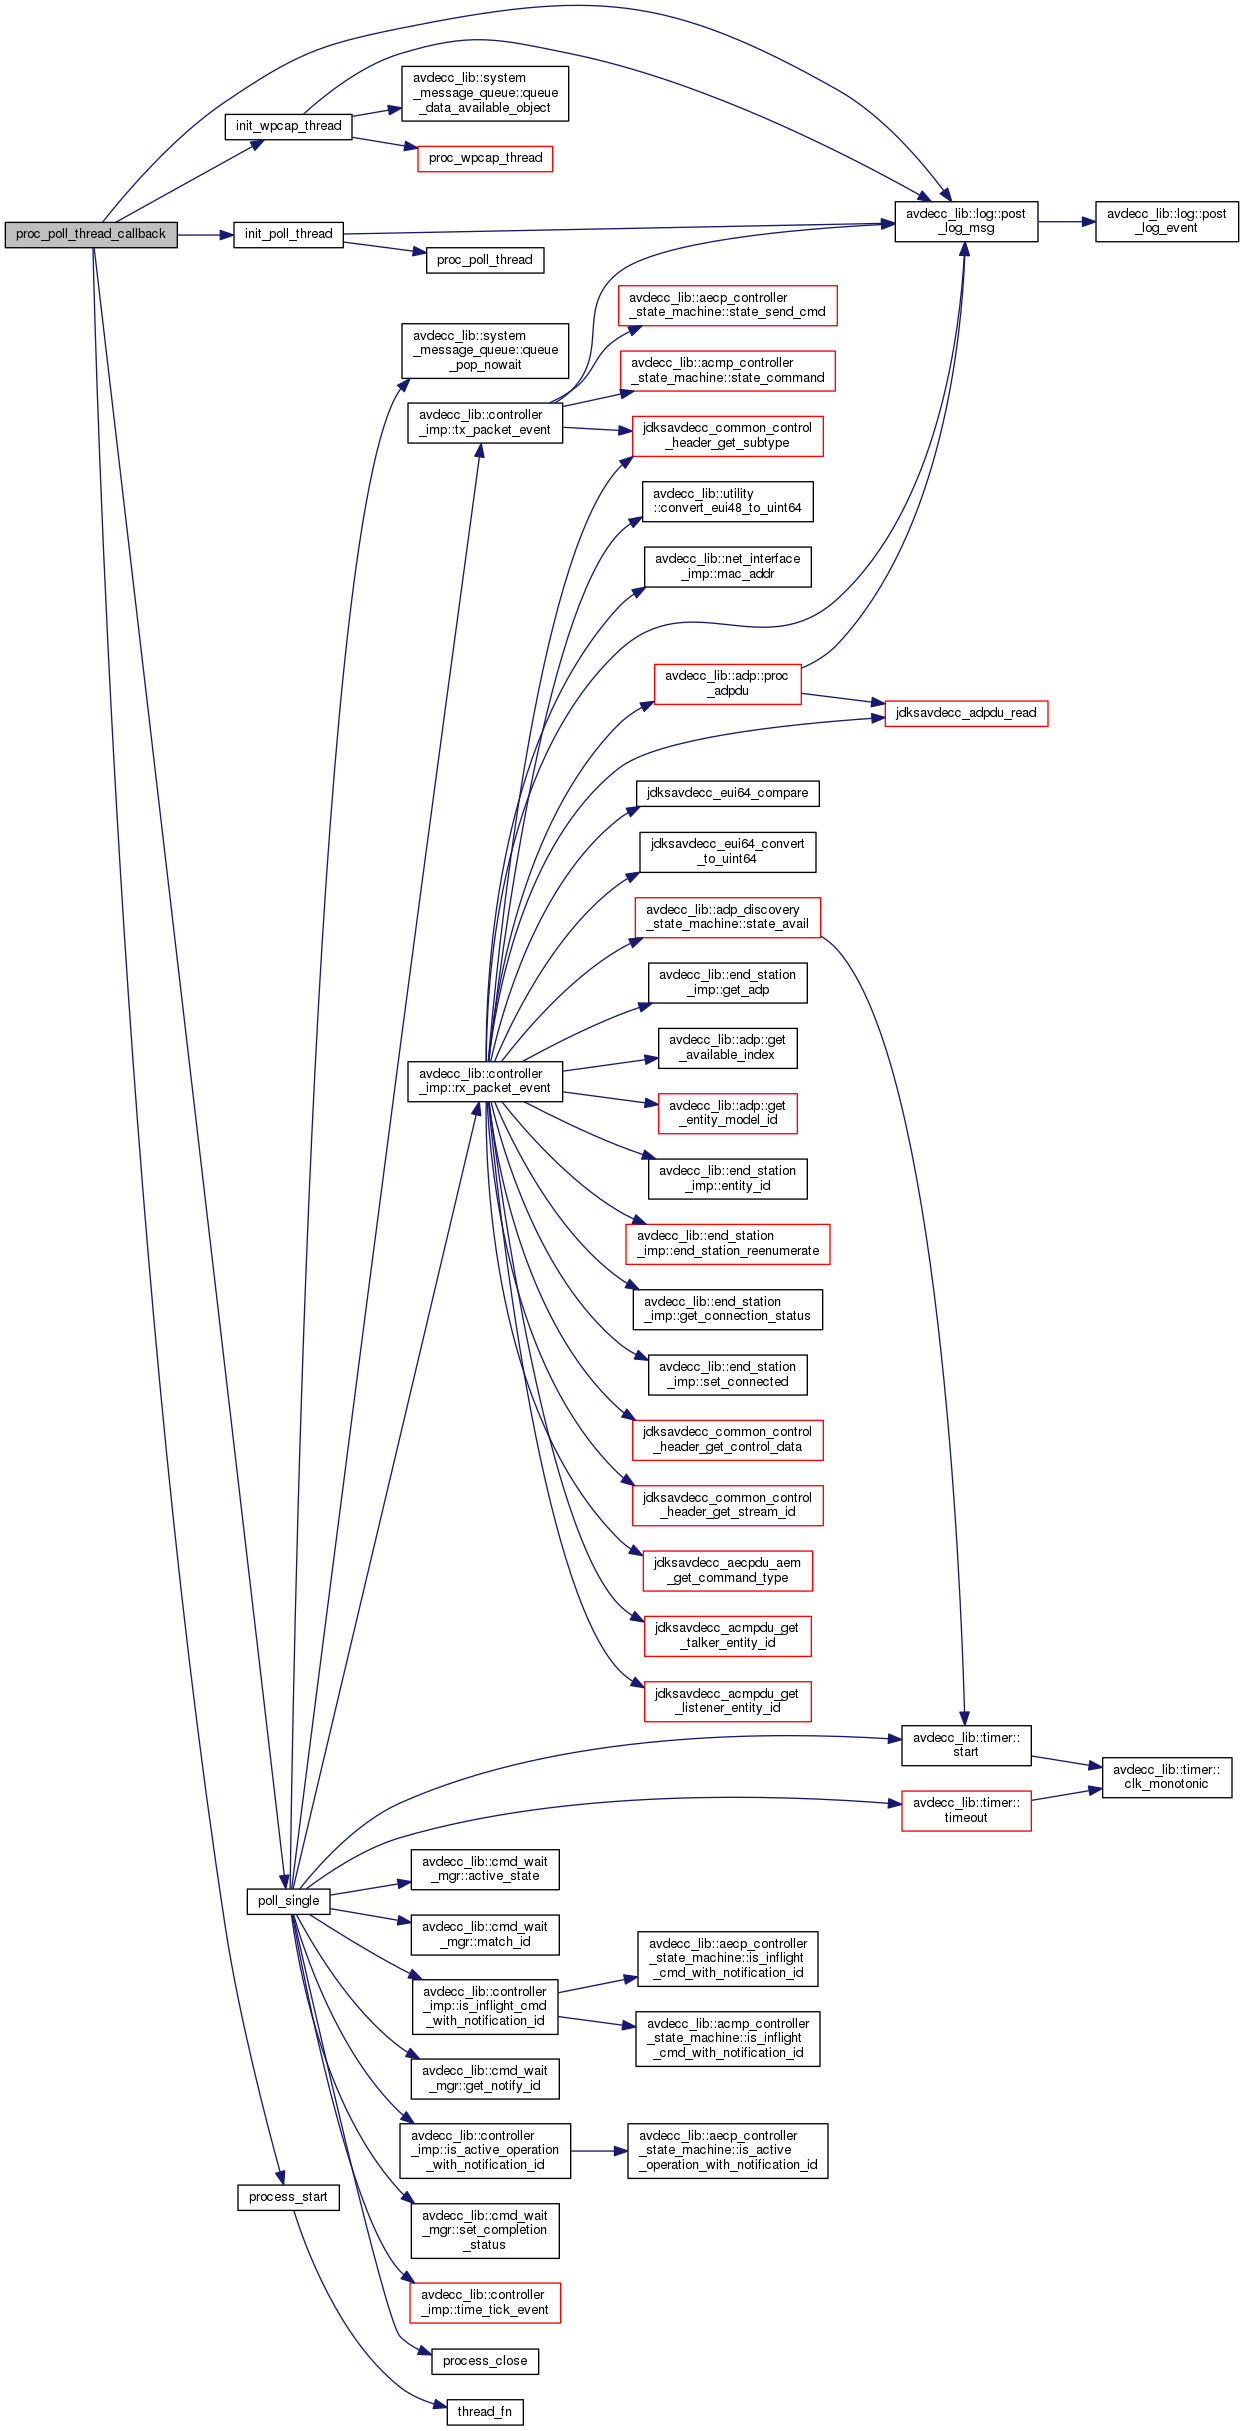 avdecc_lib::system
_message_queue::queue
_data_available_object
init_wpcap_thread
proc_wpcap_thread
proc_poll_thread_callback
init_poll_thread
proc_poll_thread
avdecc_lib::log::post
_log_msg
avdecc_lib::log::post
_log_event
avdecc_lib::system
_message_queue::queue
_pop_nowait
avdecc_lib::controller
_imp::tx_packet_event
avdecc_lib::aecp_controller
_state_machine::state_send_cmd
avdecc_lib::acmp_controller
_state_machine::state_command
jdksavdecc_common_control
_header_get_subtype
avdecc_lib::utility
::convert_eui48_to_uint64
avdecc_lib::net_interface
_imp::mac_addr
avdecc_lib::adp::proc
_adpdu
jdksavdecc_adpdu_read
jdksavdecc_eui64_compare
jdksavdecc_eui64_convert
_to_uint64
avdecc_lib::adp_discovery
_state_machine::state_avail
avdecc_lib::end_station
_imp::get_adp
avdecc_lib::adp::get
_available_index
avdecc_lib::controller
_imp::rx_packet_event
avdecc_lib::adp::get
_entity_model_id
avdecc_lib::end_station
_imp::entity_id
avdecc_lib::end_station
_imp::end_station_reenumerate
avdecc_lib::end_station
_imp::get_connection_status
avdecc_lib::end_station
_imp::set_connected
jdksavdecc_common_control
_header_get_control_data
jdksavdecc_common_control
_header_get_stream_id
jdksavdecc_aecpdu_aem
_get_command_type
jdksavdecc_acmpdu_get
_talker_entity_id
jdksavdecc_acmpdu_get
_listener_entity_id
avdecc_lib::timer::
start
avdecc_lib::timer::
clk_monotonic
avdecc_lib::timer::
timeout
poll_single
avdecc_lib::cmd_wait
_mgr::active_state
avdecc_lib::cmd_wait
_mgr::match_id
avdecc_lib::controller
_imp::is_inflight_cmd
_with_notification_id
avdecc_lib::aecp_controller
_state_machine::is_inflight
_cmd_with_notification_id
avdecc_lib::acmp_controller
_state_machine::is_inflight
_cmd_with_notification_id
avdecc_lib::cmd_wait
_mgr::get_notify_id
avdecc_lib::controller
_imp::is_active_operation
_with_notification_id
avdecc_lib::aecp_controller
_state_machine::is_active
_operation_with_notification_id
process_start
avdecc_lib::cmd_wait
_mgr::set_completion
_status
avdecc_lib::controller
_imp::time_tick_event
process_close
thread_fn